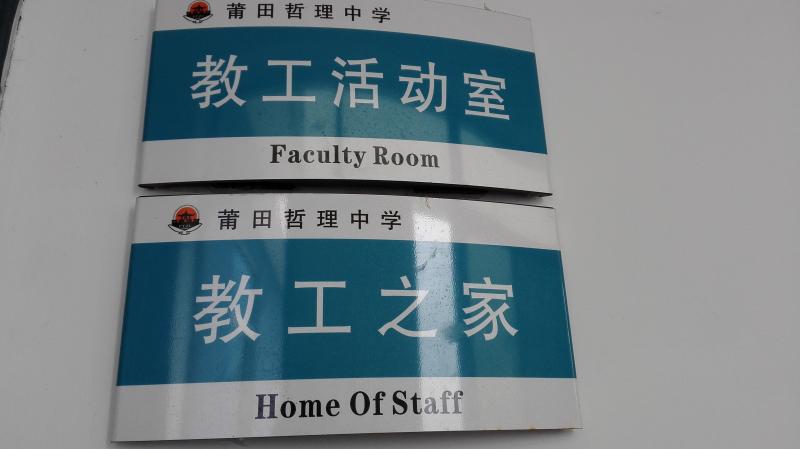 莆田哲理中学
教工活动室
Faculty Room
莆田哲理中学
教工之家
Home Of Staff